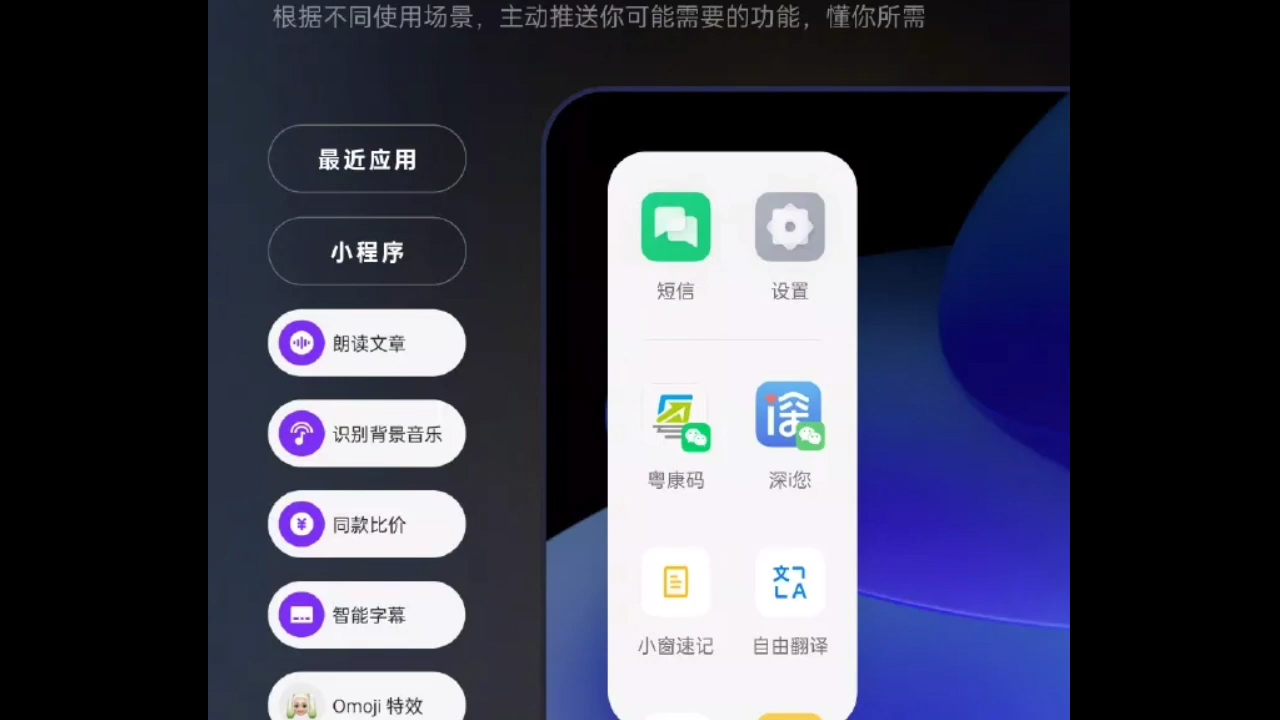 根据不同使用场景，主动推送你可能需要的功能，懂你所需
最近应用
小程序
朗读文章
识别背景音乐
同款比价
智能字幕
Omoji 特效
短信
设置
i深
粤康码
深i您
小窗速记
自由翻译